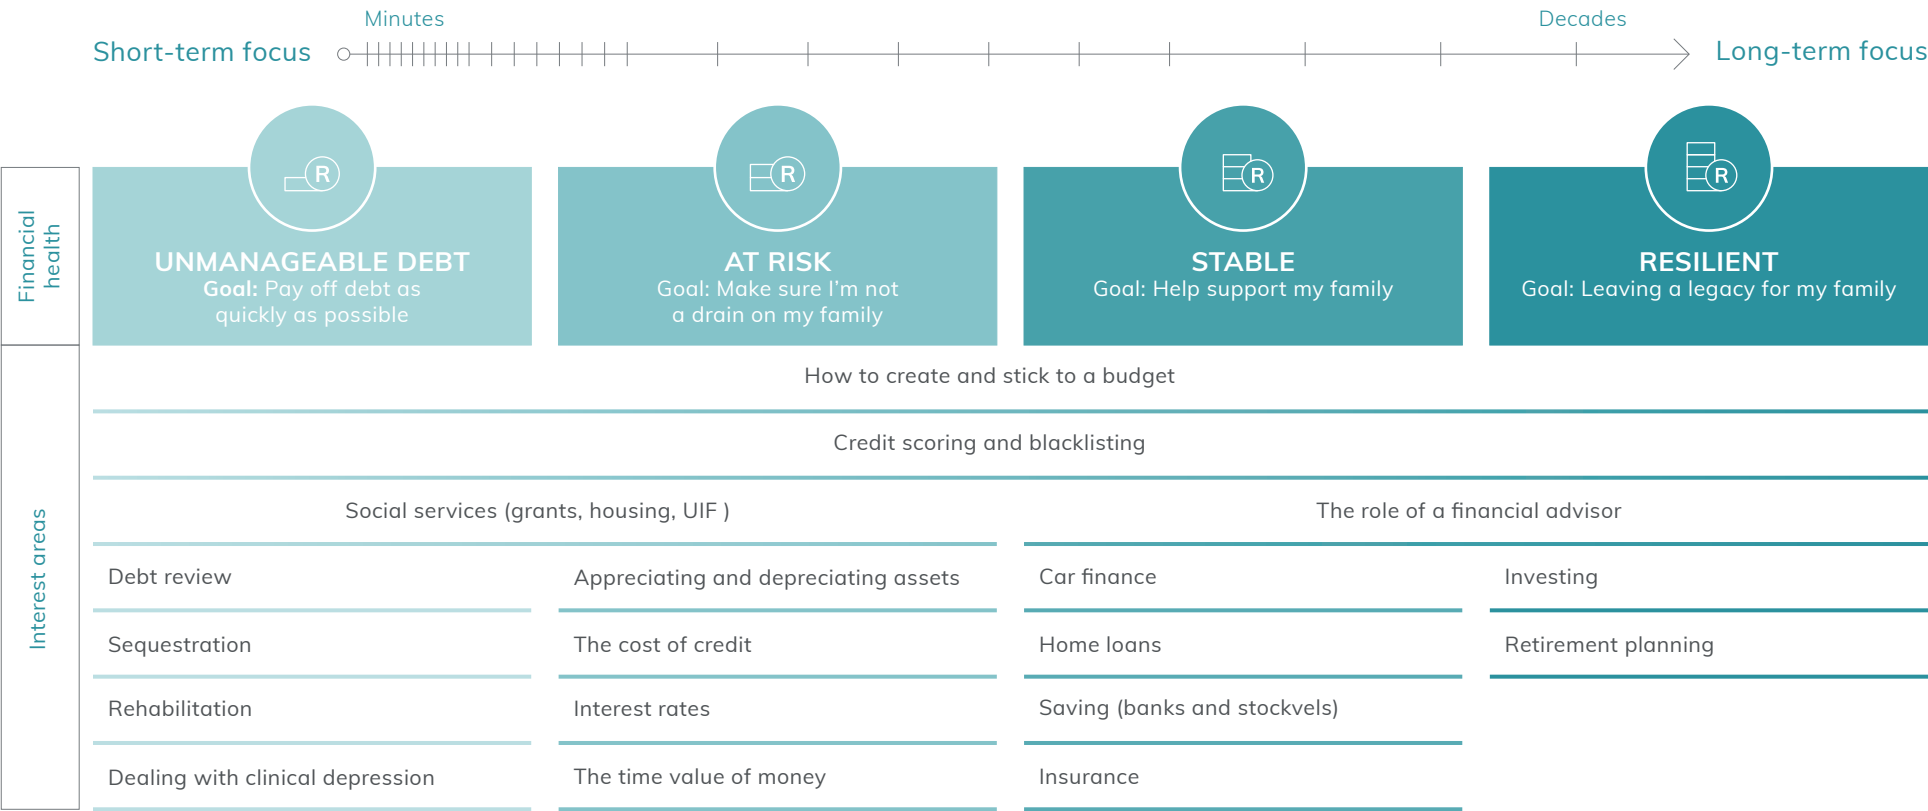 Minutes
Decades
Short-term focus
Long-term focus
Financial
health
R
R
R
R
UNMANAGEABLE DEBT
Goal: Pay off debt as
quickly as possible
AT RISK
Goal: Make sure I'm not
a drain on my family
STABLE
Goal: Help support my family
RESILIENT
Goal: Leaving a legacy for my family
Interest areas
How to create and stick to a budget
Credit scoring and blacklisting
Social services (grants, housing, UIF )
The role of a financial advisor
Debt review
Appreciating and depreciating assets
Car finance
Investing
Sequestration
The cost of credit
Home loans
Retirement planning
Rehabilitation
Interest rates
Saving (banks and stockvels)
Dealing with clinical depression
The time value of money
Insurance